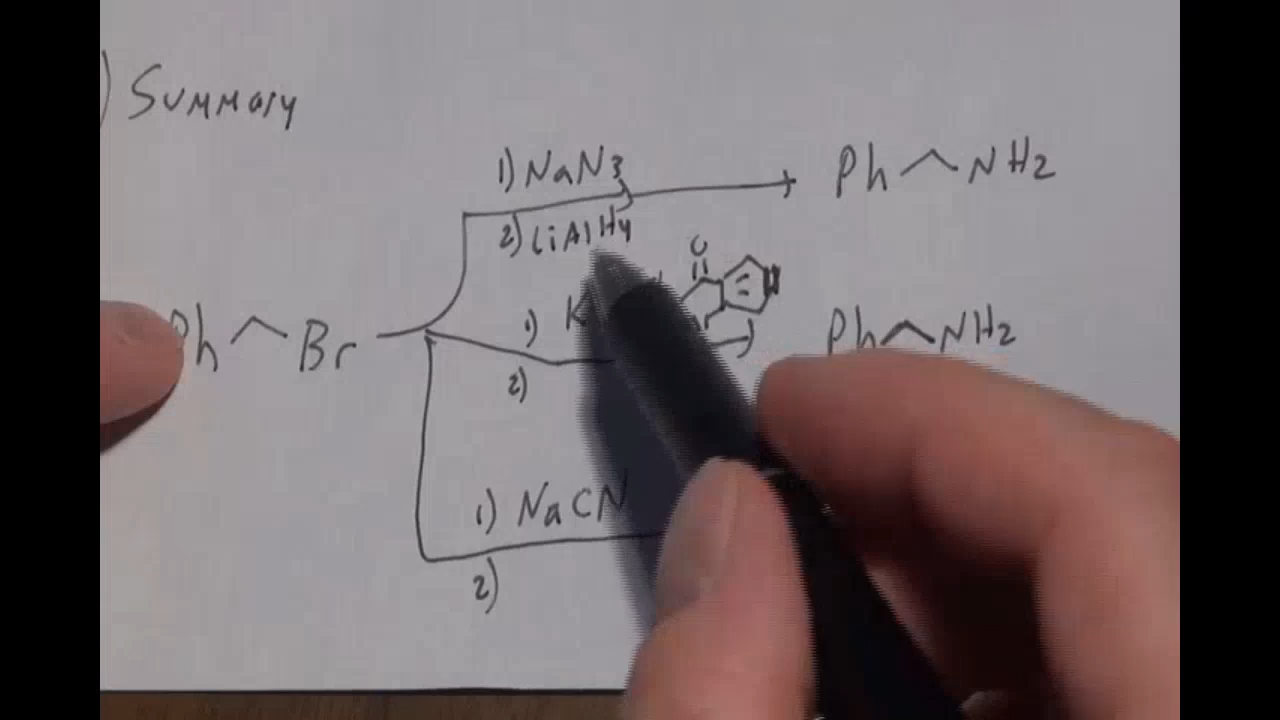 ) Summary
1) NaN3
2) LiAlH4
Ph NH2
Ph Br
1) K
O
2)
Ph NH2
1) NaCN
2)